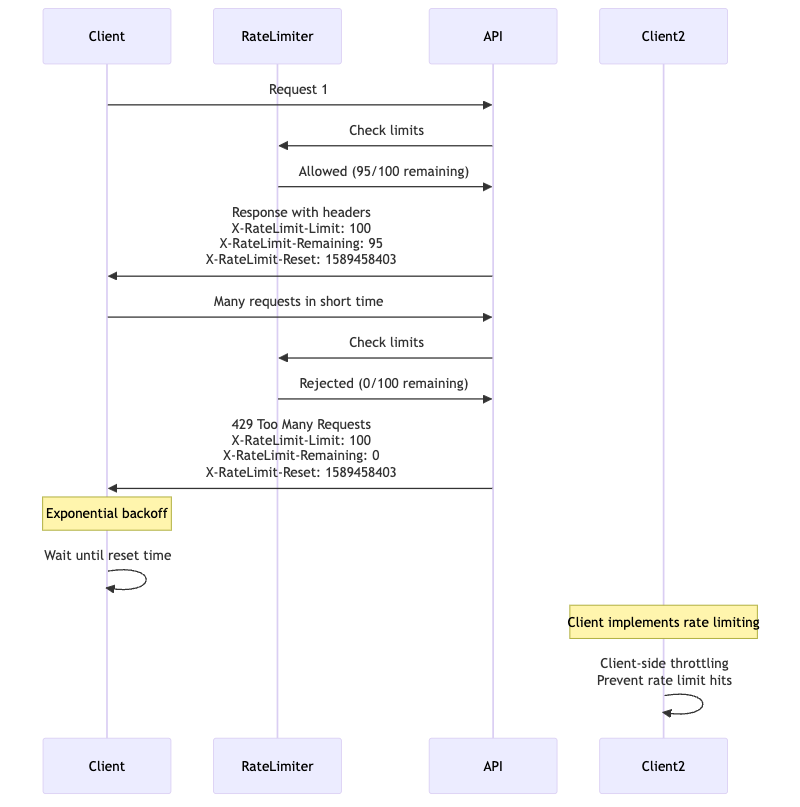 Client
RateLimiter
API
Client2
Request 1
Check limits
Allowed (95/100 remaining)
Response with headers
X-RateLimit-Limit: 100
X-RateLimit-Remaining: 95
X-RateLimit-Reset: 1589458403
Many requests in short time
Check limits
Rejected (0/100 remaining)
429 Too Many Requests
X-RateLimit-Limit: 100
X-RateLimit-Remaining: 0
X-RateLimit-Reset: 1589458403
Exponential backoff
Wait until reset time
Client implements rate limiting
Client-side throttling
Prevent rate limit hits
Client
RateLimiter
API
Client2